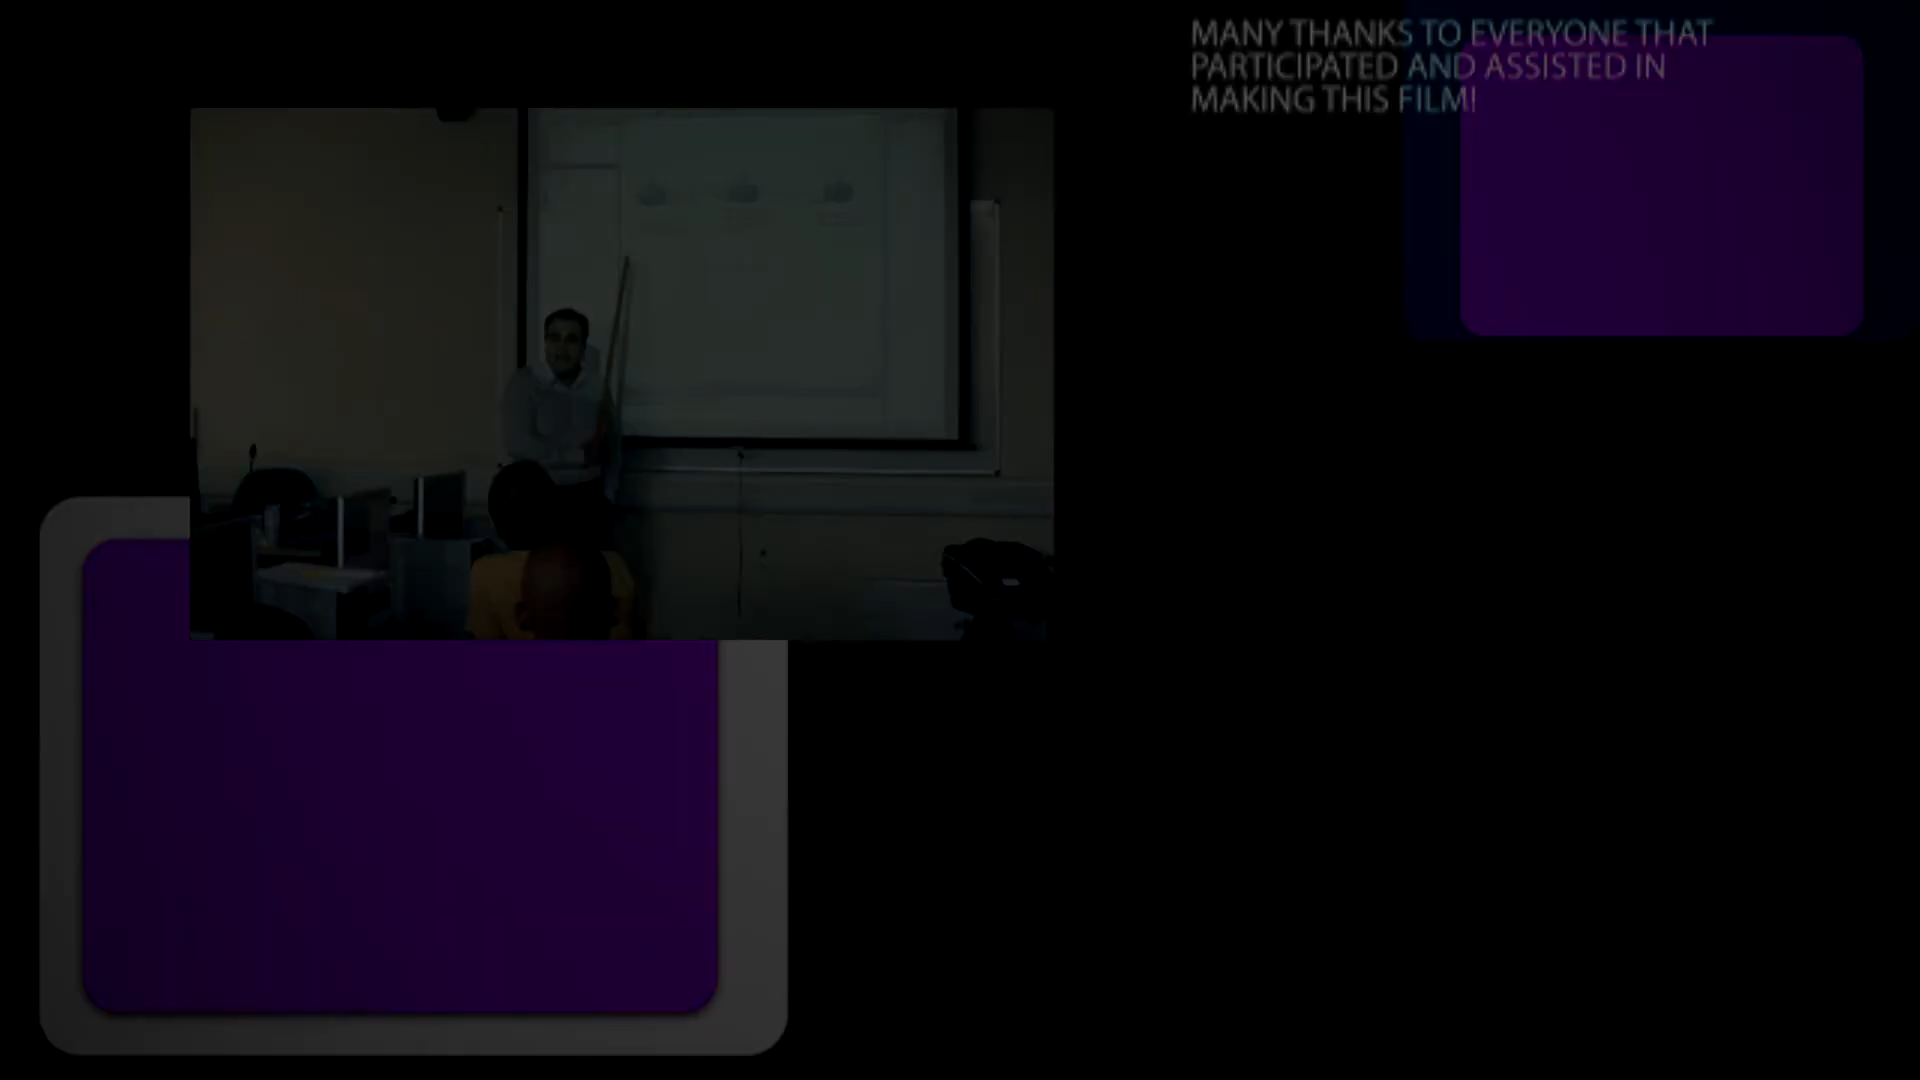 MANY THANKS TO EVERYONE THAT
PARTICIPATED AND ASSISTED IN
MAKING THIS FILM!